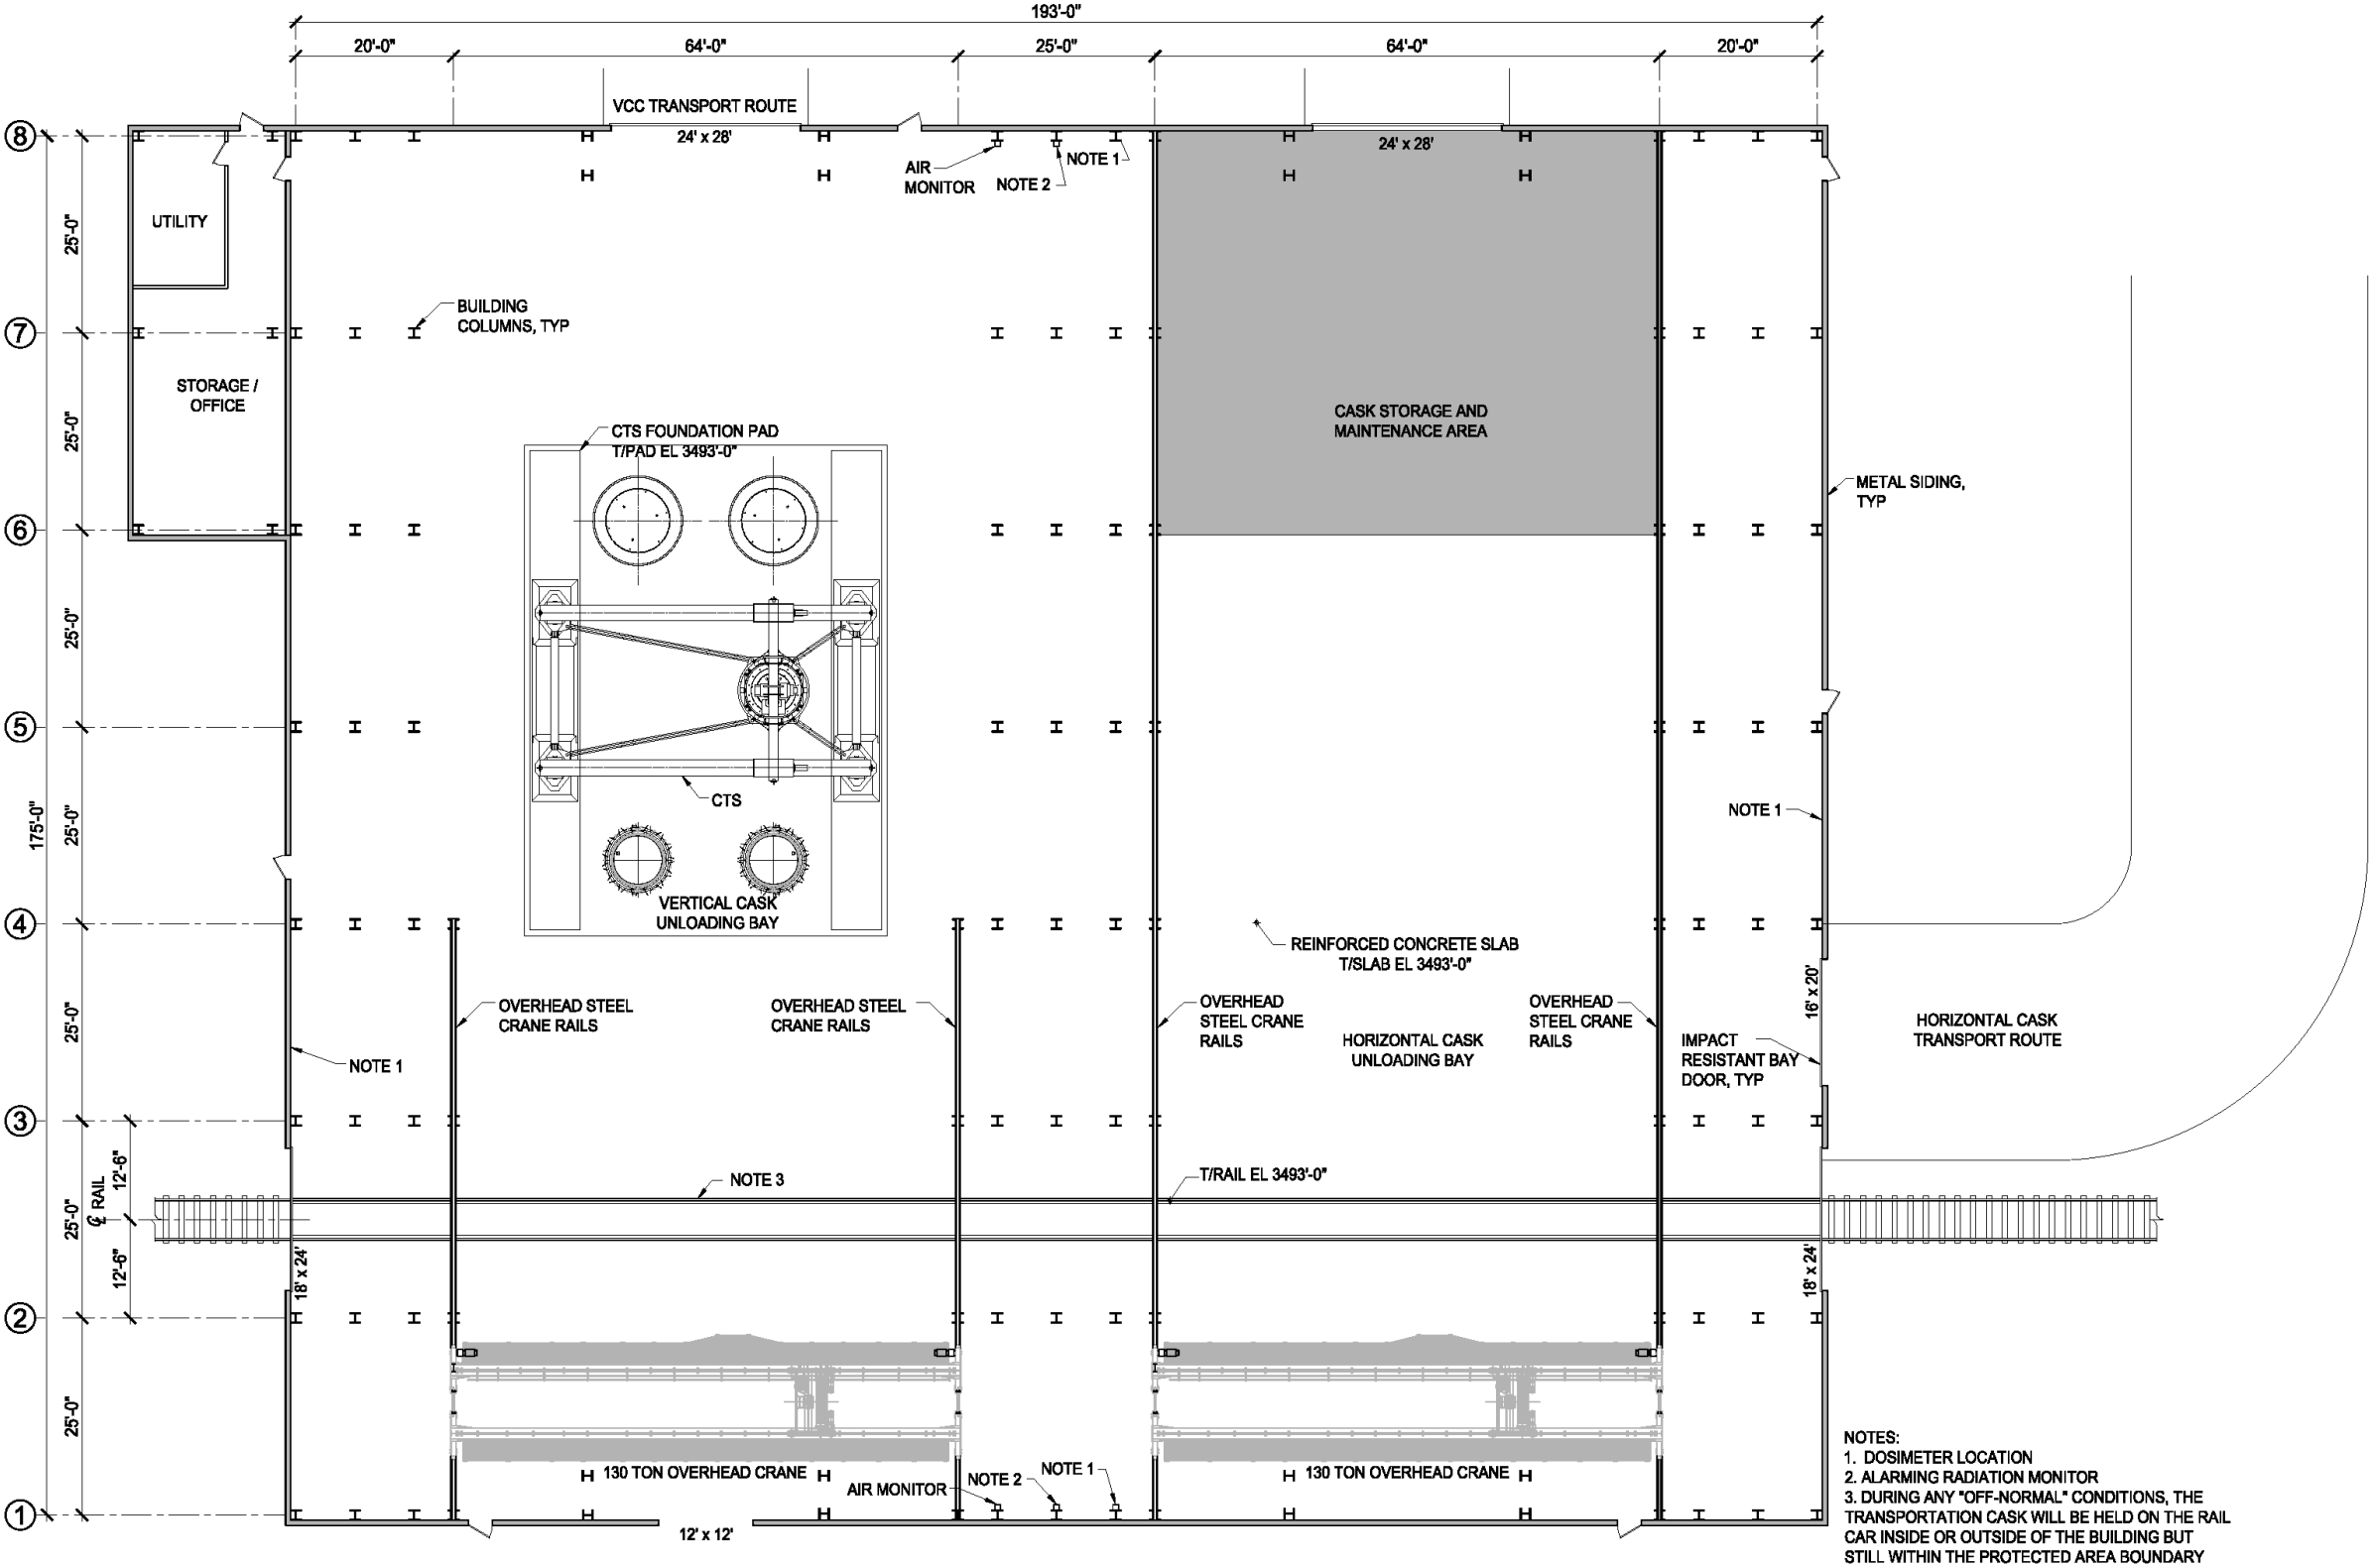 193'-0"
20'-0"
64'-0"
25'-0"
64'-0"
20'-0"
VCC TRANSPORT ROUTE
8
24' x 28'
24' x 28'
AIR
MONITOR
NOTE 2
NOTE 1
UTILITY
25'-0"
BUILDING
COLUMNS, TYP
7
STORAGE /
OFFICE
25'-0"
CTS FOUNDATION PAD
T/PAD EL 3493'-0"
CASK STORAGE AND
MAINTENANCE AREA
METAL SIDING,
TYP
6
25'-0"
5
CTS
NOTE 1
175'-0"
25'-0"
VERTICAL CASK
UNLOADING BAY
4
REINFORCED CONCRETE SLAB
T/SLAB EL 3493'-0"
OVERHEAD STEEL
CRANE RAILS
OVERHEAD STEEL
CRANE RAILS
OVERHEAD
STEEL CRANE
RAILS
HORIZONTAL CASK
UNLOADING BAY
OVERHEAD
STEEL CRANE
RAILS
16' x 20'
IMPACT
RESISTANT BAY
DOOR, TYP
HORIZONTAL CASK
TRANSPORT ROUTE
25'-0"
NOTE 1
3
12'-6"
NOTE 3
T/RAIL EL 3493'-0"
℄ RAIL
25'-0"
12'-6"
18' x 24'
18' x 24'
2
25'-0"
130 TON OVERHEAD CRANE
AIR MONITOR
NOTE 2
NOTE 1
130 TON OVERHEAD CRANE
1
12' x 12'
NOTES:
1. DOSIMETER LOCATION
2. ALARMING RADIATION MONITOR
3. DURING ANY "OFF-NORMAL" CONDITIONS, THE
TRANSPORTATION CASK WILL BE HELD ON THE RAIL
CAR INSIDE OR OUTSIDE OF THE BUILDING BUT
STILL WITHIN THE PROTECTED AREA BOUNDARY